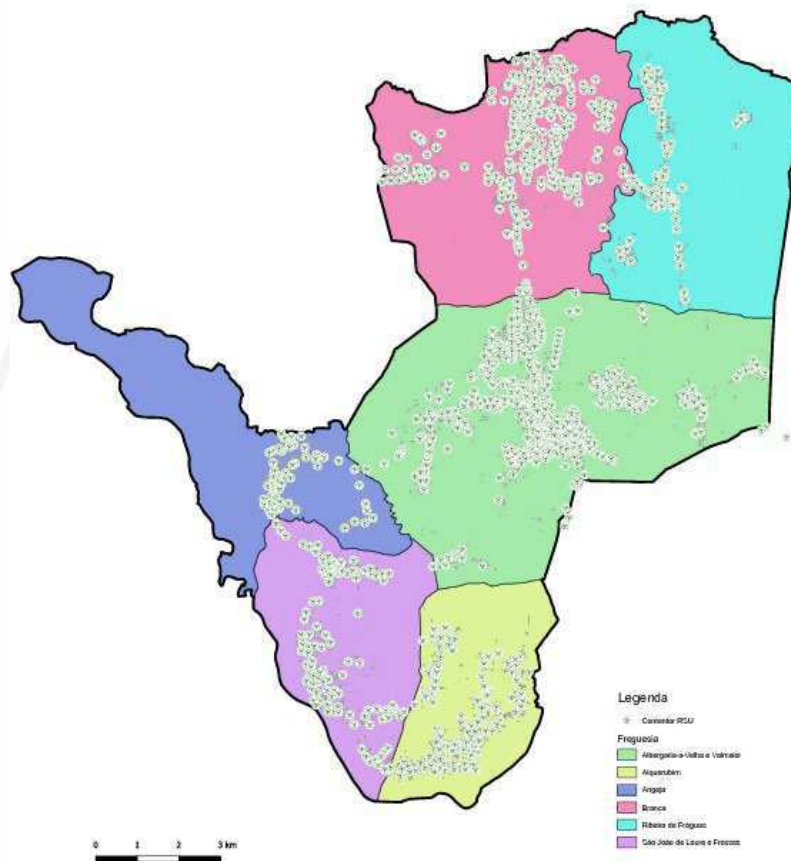 Legenda
Contentor RSU
Freguesia
Albergaria-a-Velha e Valmaior
Alquerubim
Angeja
Branca
Ribeira de Fráguas
São João de Loure e Frossos
0 1 2 3 km